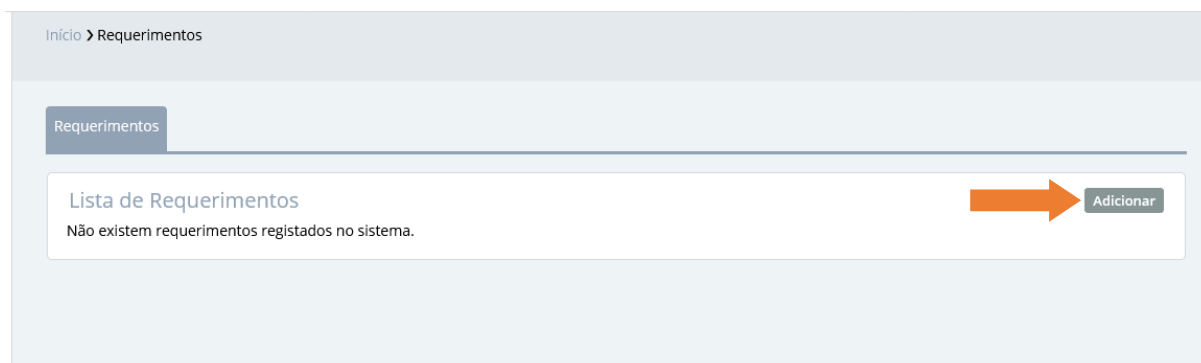 Início ❯ Requerimentos
Requerimentos
Lista de Requerimentos
Adicionar
Não existem requerimentos registados no sistema.